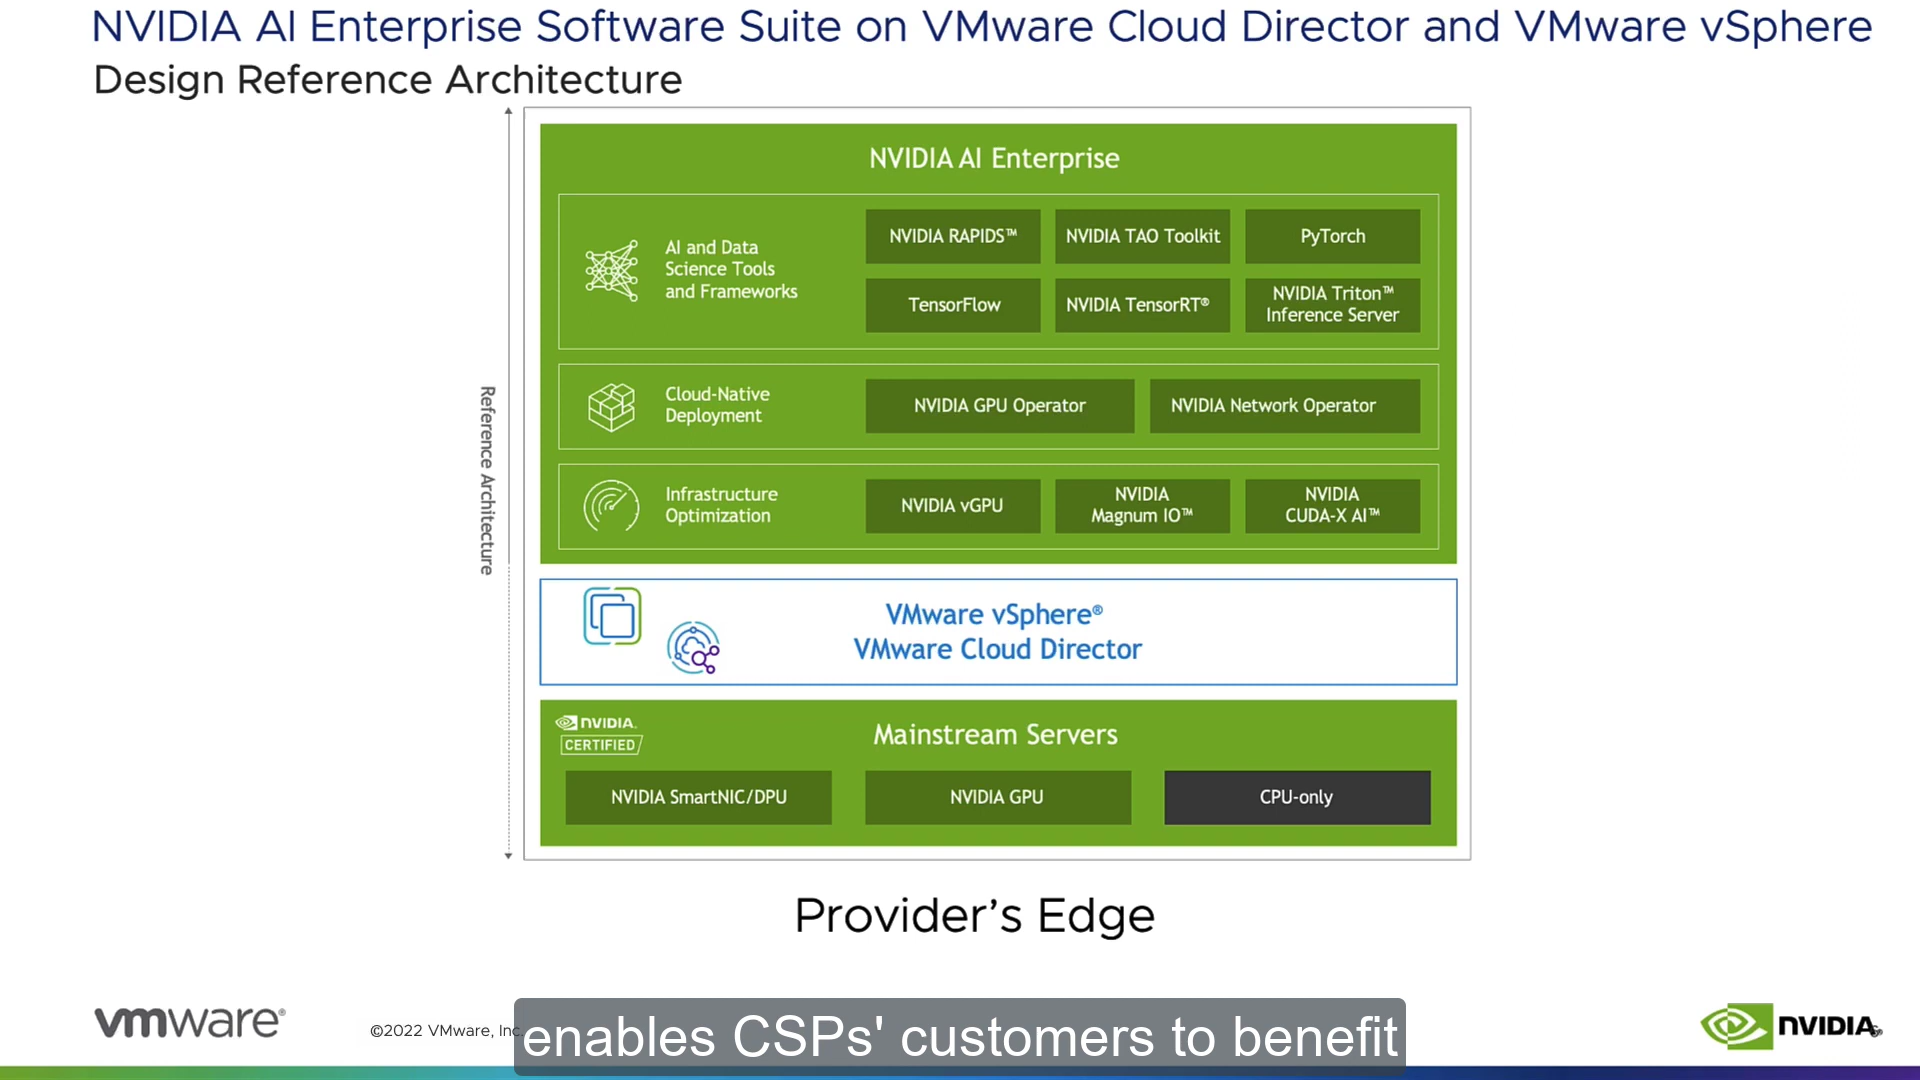 NVIDIA AI Enterprise Software Suite on VMware Cloud Director and VMware vSphere
Design Reference Architecture
Reference Architecture
NVIDIA AI Enterprise
AI and Data
Science Tools
and Frameworks
NVIDIA RAPIDS™
NVIDIA TAO Toolkit
PyTorch
TensorFlow
NVIDIA TensorRT®
NVIDIA Triton™
Inference Server
Cloud-Native
Deployment
NVIDIA GPU Operator
NVIDIA Network Operator
Infrastructure
Optimization
NVIDIA vGPU
NVIDIA
Magnum IO™
NVIDIA
CUDA-X AI™
VMware vSphere®
VMware Cloud Director
NVIDIA.
CERTIFIED
Mainstream Servers
NVIDIA SmartNIC/DPU
NVIDIA GPU
CPU-only
Provider's Edge
vmware®
©2022 VMware, Inc.
enables CSPs' customers to benefit
NVIDIA